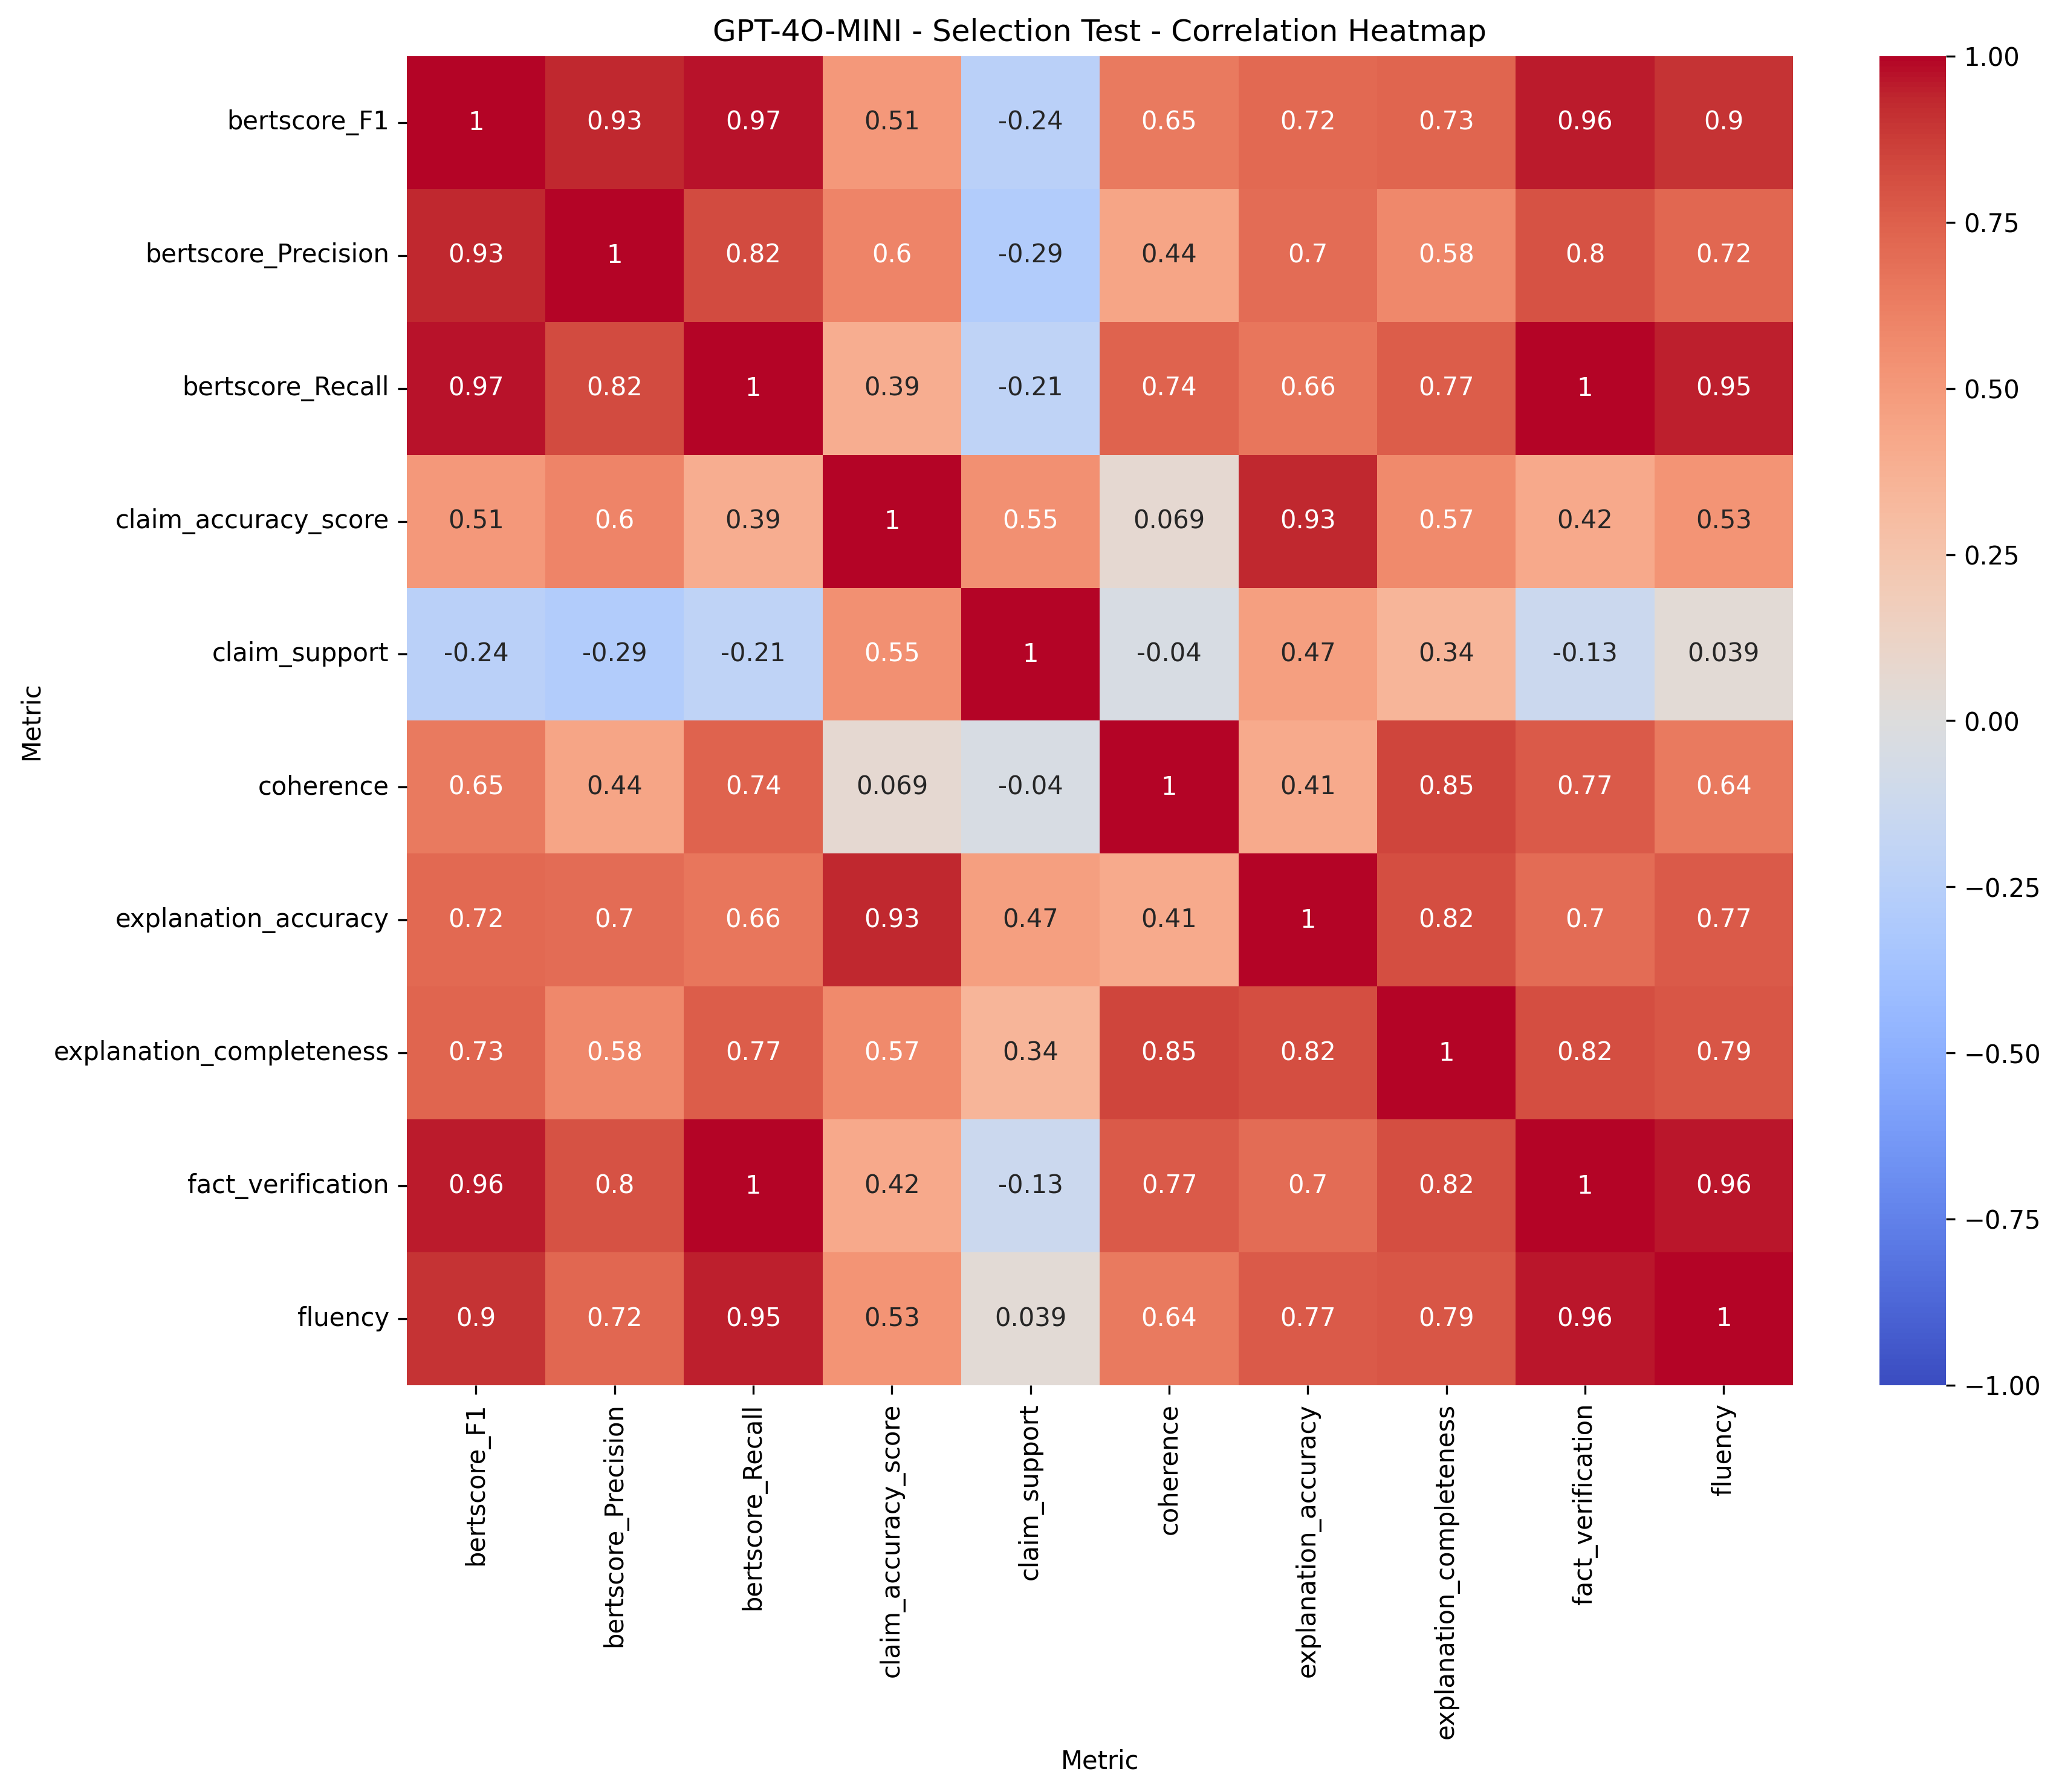 GPT-4O-MINI - Selection Test - Correlation Heatmap
bertscore_F1 1 0.93 0.97 0.51 -0.24 0.65 0.72 0.73 0.96 0.9
bertscore_Precision 0.93 1 0.82 0.6 -0.29 0.44 0.7 0.58 0.8 0.72
bertscore_Recall 0.97 0.82 1 0.39 -0.21 0.74 0.66 0.77 1 0.95
claim_accuracy_score 0.51 0.6 0.39 1 0.55 0.069 0.93 0.57 0.42 0.53
claim_support -0.24 -0.29 -0.21 0.55 1 -0.04 0.47 0.34 -0.13 0.039
coherence 0.65 0.44 0.74 0.069 -0.04 1 0.41 0.85 0.77 0.64
explanation_accuracy 0.72 0.7 0.66 0.93 0.47 0.41 1 0.82 0.7 0.77
explanation_completeness 0.73 0.58 0.77 0.57 0.34 0.85 0.82 1 0.82 0.79
fact_verification 0.96 0.8 1 0.42 -0.13 0.77 0.7 0.82 1 0.96
fluency 0.9 0.72 0.95 0.53 0.039 0.64 0.77 0.79 0.96 1
Metric
bertscore_F1
bertscore_Precision
bertscore_Recall
claim_accuracy_score
claim_support
coherence
explanation_accuracy
explanation_completeness
fact_verification
fluency
Metric
1.00
0.75
0.50
0.25
0.00
−0.25
−0.50
−0.75
−1.00